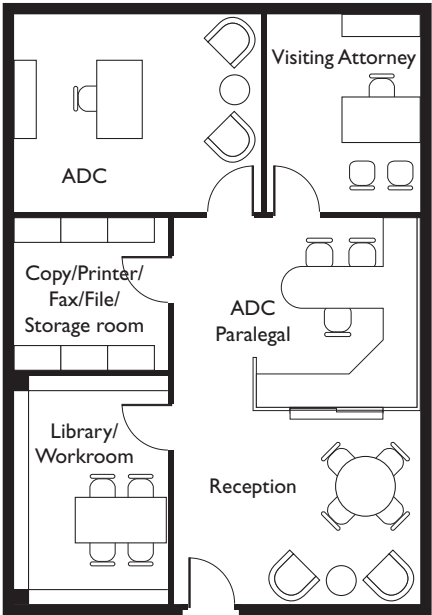 Visiting Attorney
ADC
Copy/Printer/
Fax/File/
Storage room
ADC
Paralegal
Library/
Workroom
Reception